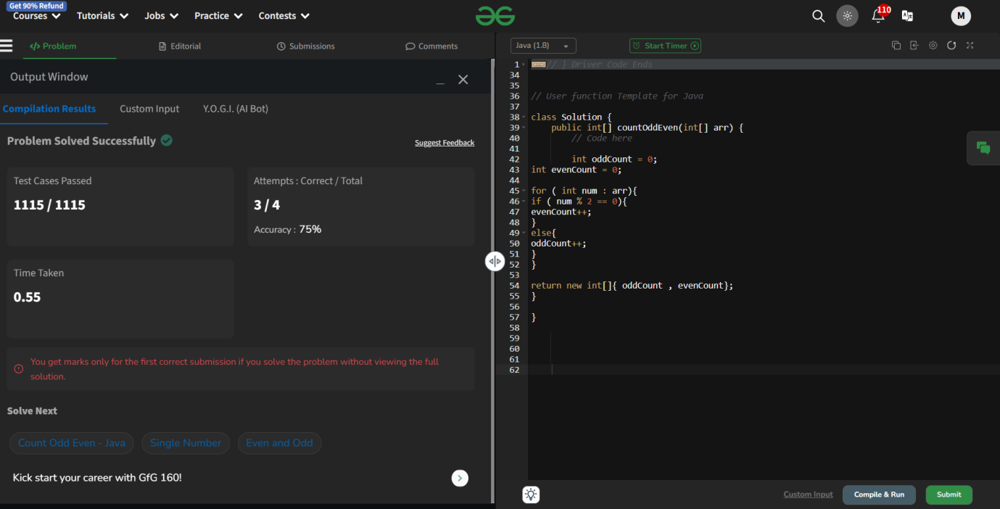 Get 90% Refund
Courses Tutorials Jobs Practice Contests
110
M
</> Problem Editorial Submissions Comments
Java (1.8) Start Timer
Output Window
Compilation Results Custom Input Y.O.G.I. (AI Bot)
Problem Solved Successfully
Suggest Feedback
Test Cases Passed
1115 / 1115
Attempts : Correct / Total
3 / 4
Accuracy : 75%
Time Taken
0.55
You get marks only for the first correct submission if you solve the problem without viewing the full
solution.
Solve Next
Count Odd Even - Java Single Number Even and Odd
Kick start your career with GfG 160!
1 // } Driver Code Ends
34
35
36 // User function Template for Java
37
38 class Solution {
39 public int[] countOddEven(int[] arr) {
40 // Code here
41
42 int oddCount = 0;
43 int evenCount = 0;
44
45 for ( int num : arr){
46 if ( num % 2 == 0){
47 evenCount++;
48 }
49 else{
50 oddCount++;
51 }
52 }
53
54 return new int[]{ oddCount , evenCount};
55 }
56
57 }
58
59
60
61
62
Custom Input Compile & Run Submit